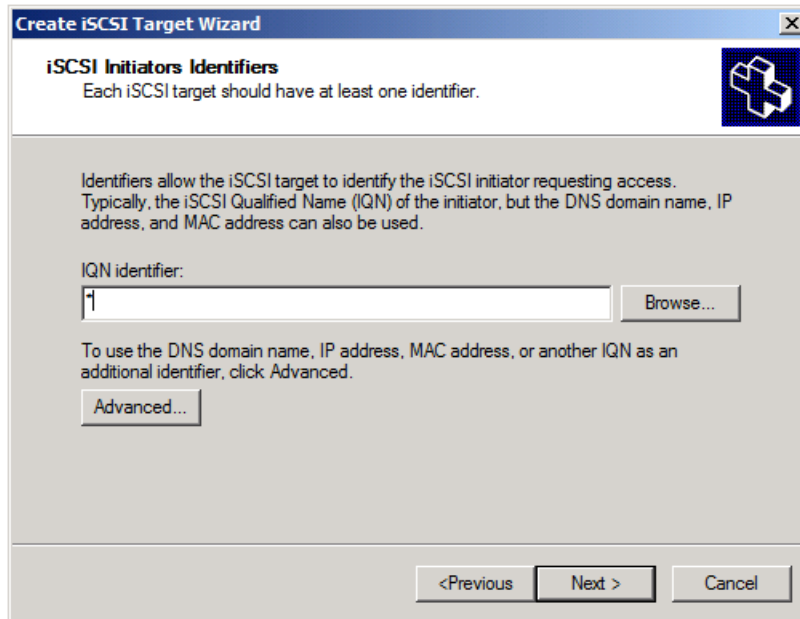 Create iSCSI Target Wizard
iSCSI Initiators Identifiers
Each iSCSI target should have at least one identifier.
Identifiers allow the iSCSI target to identify the iSCSI initiator requesting access.
Typically, the iSCSI Qualified Name (IQN) of the initiator, but the DNS domain name, IP
address, and MAC address can also be used.
IQN identifier:
*
Browse...
To use the DNS domain name, IP address, MAC address, or another IQN as an
additional identifier, click Advanced.
Advanced...
<Previous
Next >
Cancel